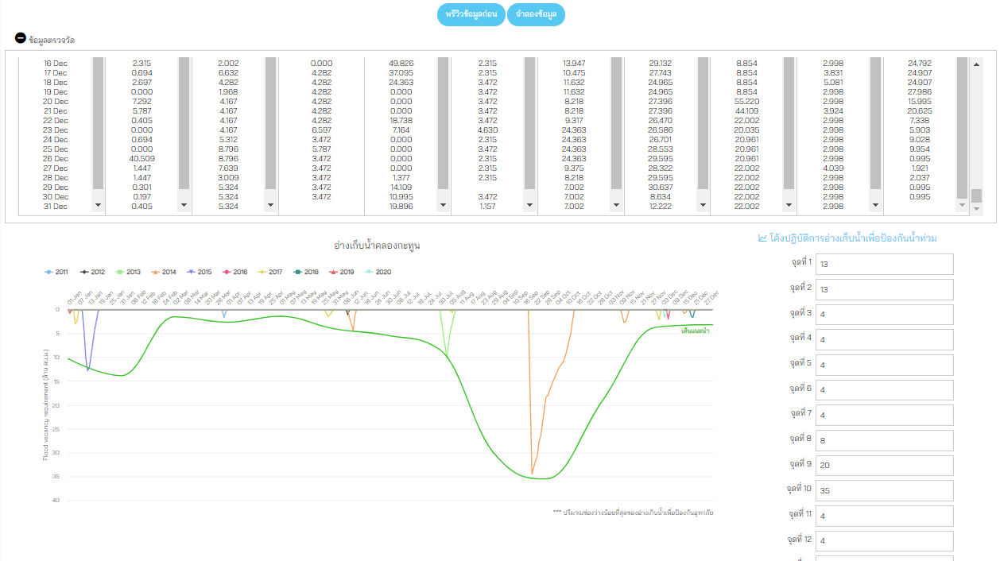 พรีวิวข้อมูลก่อน จำลองข้อมูล
ข้อมูลตรวจวัด
16 Dec 2.315 2.002 0.000 49.826 2.315 13.947 29.132 8.854 2.998 24.792
17 Dec 0.694 6.632 4.282 37.095 2.315 10.475 27.743 8.854 3.831 24.907
18 Dec 2.697 4.282 4.282 24.363 3.472 11.632 24.965 8.854 5.081 24.907
19 Dec 0.000 1.968 4.282 0.000 3.472 11.632 24.965 8.854 2.998 27.986
20 Dec 7.292 4.167 4.282 0.000 3.472 8.218 27.396 55.220 2.998 15.995
21 Dec 5.787 4.167 4.282 0.000 3.472 8.218 27.396 44.109 3.924 20.625
22 Dec 0.405 4.167 4.282 18.738 3.472 9.317 26.470 22.002 2.998 7.338
23 Dec 0.000 4.167 6.597 7.164 4.630 24.363 26.586 20.035 2.998 5.903
24 Dec 0.694 5.312 3.472 0.000 2.315 24.363 26.701 20.961 2.998 9.028
25 Dec 0.000 8.796 5.787 0.000 3.472 24.363 28.553 20.961 2.998 9.954
26 Dec 40.509 8.796 3.472 0.000 2.315 24.363 29.595 20.961 2.998 0.995
27 Dec 1.447 7.639 3.472 0.000 2.315 9.375 28.322 22.002 4.039 1.921
28 Dec 1.447 3.009 3.472 1.377 2.315 8.218 29.595 22.002 2.998 2.037
29 Dec 0.301 5.324 3.472 14.109 7.002 30.637 22.002 2.998 0.995
30 Dec 0.197 5.324 3.472 10.995 3.472 7.002 8.634 22.002 2.998 0.995
31 Dec 0.405 5.324 19.896 1.157 7.002 12.222 22.002 2.998
อ่างเก็บน้ำคลองกะทูน
2011 2012 2013 2014 2015 2016 2017 2018 2019 2020
01 Jan 07 Jan 13 Jan 19 Jan 25 Jan 31 Jan 06 Feb 12 Feb 18 Feb 24 Feb 02 Mar 08 Mar 14 Mar 20 Mar 26 Mar 01 Apr 07 Apr 13 Apr 19 Apr 25 Apr 01 May 07 May 13 May 19 May 25 May 31 May 06 Jun 12 Jun 18 Jun 24 Jun 30 Jun 06 Jul 12 Jul 18 Jul 24 Jul 30 Jul 05 Aug 11 Aug 17 Aug 23 Aug 29 Aug 04 Sep 10 Sep 16 Sep 22 Sep 28 Sep 04 Oct 10 Oct 16 Oct 22 Oct 28 Oct 03 Nov 09 Nov 15 Nov 21 Nov 27 Nov 03 Dec 09 Dec 15 Dec 21 Dec 27 Dec
0
5
10
15
20
25
30
35
40
Flood vacancy requirement (ล้าน ลบ.ม.)
เส้นแนะนำ
*** ปริมาณช่องว่างน้อยที่สุดของอ่างเก็บน้ำเพื่อป้องกันอุทกภัย
โค้งปฏิบัติการอ่างเก็บน้ำเพื่อป้องกันน้ำท่วม
จุดที่ 1 13
จุดที่ 2 13
จุดที่ 3 4
จุดที่ 4 4
จุดที่ 5 4
จุดที่ 6 4
จุดที่ 7 4
จุดที่ 8 8
จุดที่ 9 20
จุดที่ 10 35
จุดที่ 11 4
จุดที่ 12 4